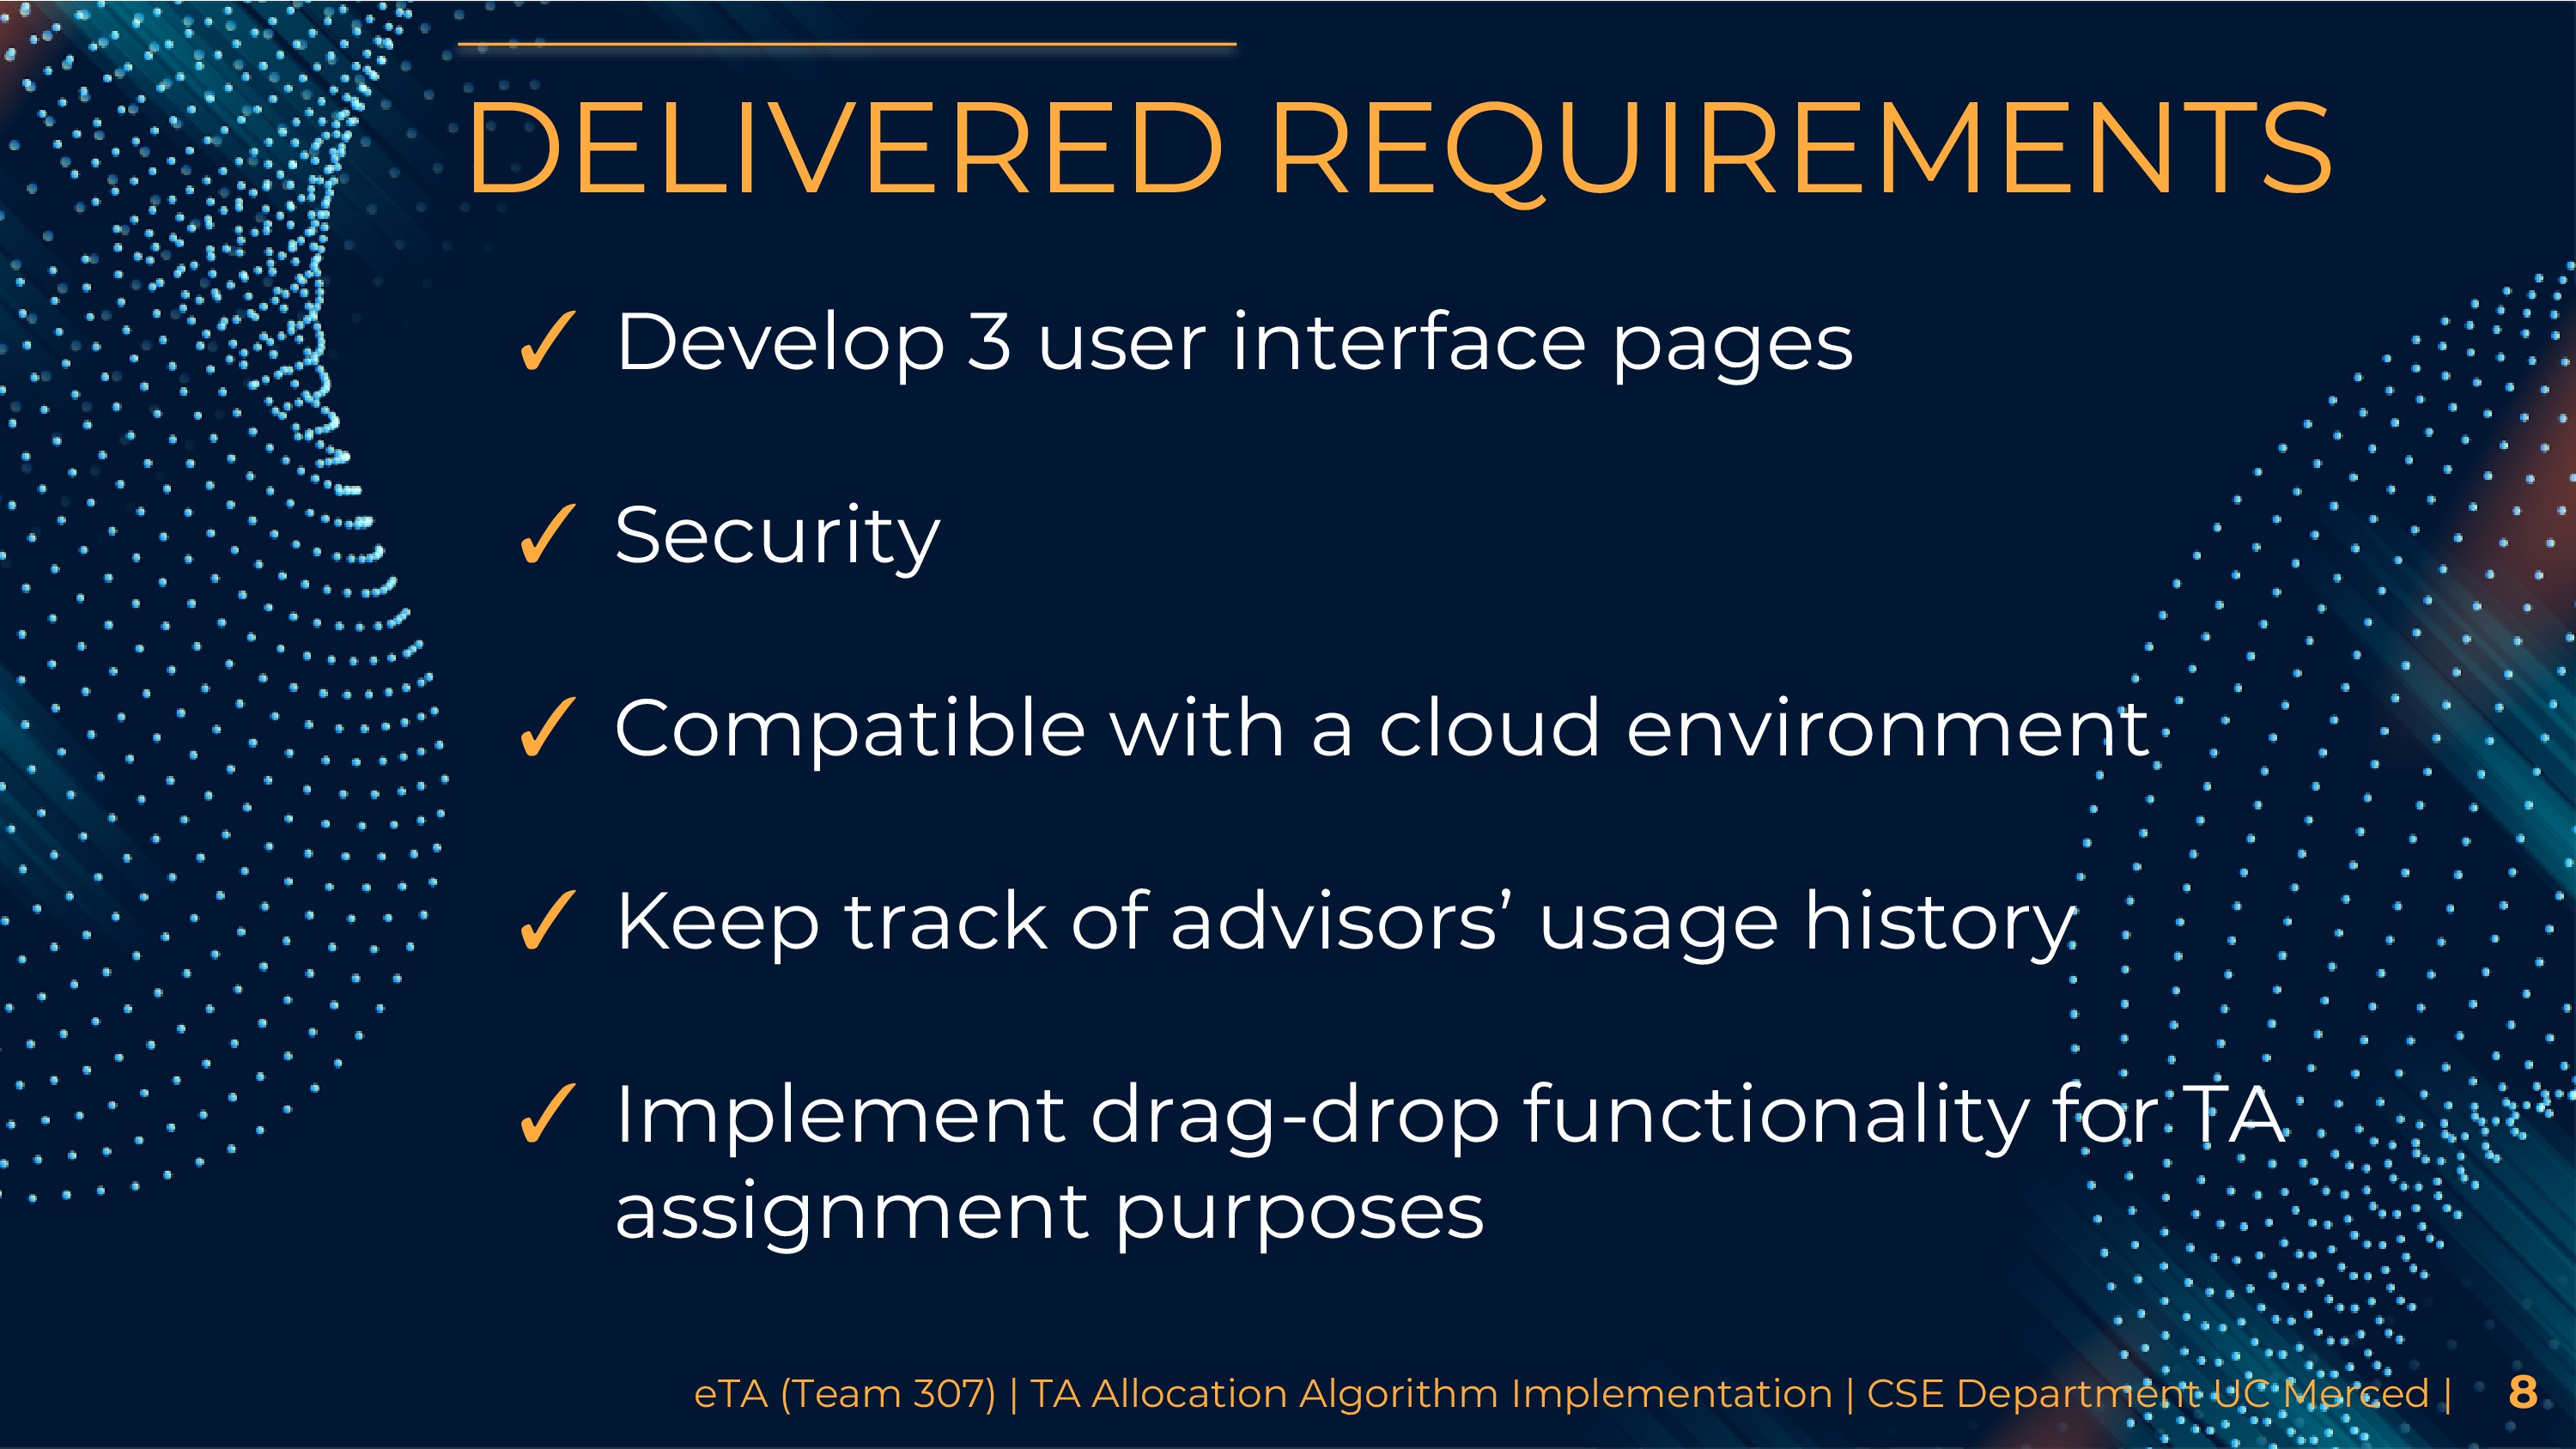 DELIVERED REQUIREMENTS
✓ Develop 3 user interface pages
✓ Security
✓ Compatible with a cloud environment
✓ Keep track of advisors’ usage history
✓ Implement drag-drop functionality for TA
assignment purposes
eTA (Team 307) | TA Allocation Algorithm Implementation | CSE Department UC Merced | 8